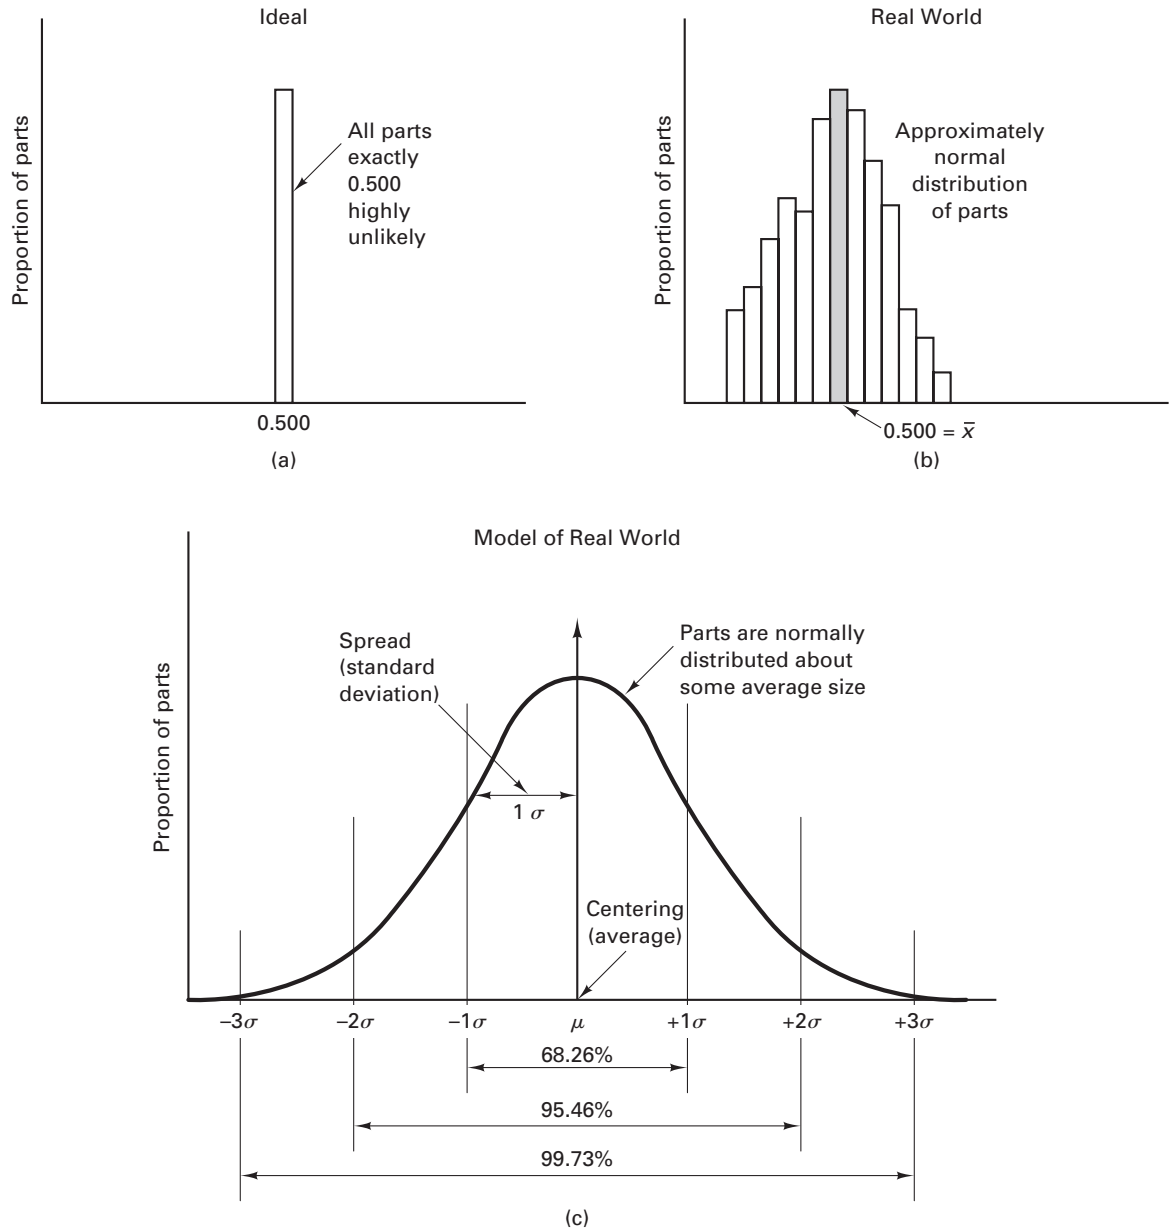 Ideal
Proportion of parts
All parts
exactly
0.500
highly
unlikely
0.500
(a)
Real World
Proportion of parts
Approximately
normal
distribution
of parts
0.500 = x̄
(b)
Model of Real World
Proportion of parts
Spread
(standard
deviation)
Parts are normally
distributed about
some average size
1 σ
Centering
(average)
–3σ –2σ –1σ μ +1σ +2σ +3σ
68.26%
95.46%
99.73%
(c)